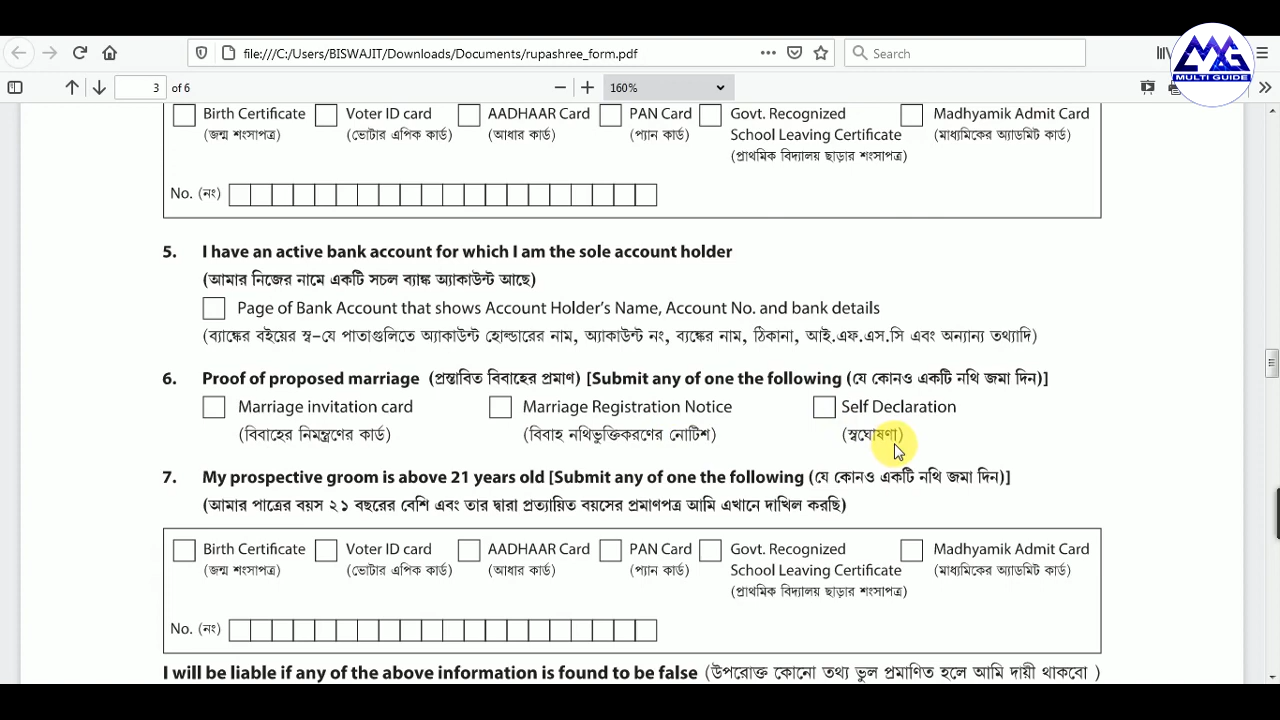 file:///C:/Users/BISWAJIT/Downloads/Documents/rupashree_form.pdf
Search
MULTI GUIDE
3 of 6
160%
Birth Certificate Voter ID card AADHAAR Card PAN Card Govt. Recognized Madhyamik Admit Card
(জন্ম শংসাপত্র) (ভোটার এপিক কার্ড) (আধার কার্ড) (প্যান কার্ড) School Leaving Certificate (মাধ্যমিকের অ্যাডমিট কার্ড)
(প্রাথমিক বিদ্যালয় ছাড়ার শংসাপত্র)
No. (নং)
5. I have an active bank account for which I am the sole account holder
(আমার নিজের নামে একটি সচল ব্যাঙ্ক অ্যাকাউন্ট আছে)
Page of Bank Account that shows Account Holder's Name, Account No. and bank details
(ব্যাঙ্কের বইয়ের স্ব-যে পাতাগুলিতে অ্যাকাউন্ট হোল্ডারের নাম, অ্যাকাউন্ট নং, ব্যঙ্কের নাম, ঠিকানা, আই.এফ.এস.সি এবং অন্যান্য তথ্যাদি)
6. Proof of proposed marriage (প্রস্তাবিত বিবাহের প্রমাণ) [Submit any of one the following (যে কোনও একটি নথি জমা দিন)]
Marriage invitation card Marriage Registration Notice Self Declaration
(বিবাহের নিমন্ত্রণের কার্ড) (বিবাহ নথিভুক্তিকরণের নোটিশ) (স্বঘোষণা)
7. My prospective groom is above 21 years old [Submit any of one the following (যে কোনও একটি নথি জমা দিন)]
(আমার পাত্রের বয়স ২১ বছরের বেশি এবং তার দ্বারা প্রত্যায়িত বয়সের প্রমাণপত্র আমি এখানে দাখিল করছি)
Birth Certificate Voter ID card AADHAAR Card PAN Card Govt. Recognized Madhyamik Admit Card
(জন্ম শংসাপত্র) (ভোটার এপিক কার্ড) (আধার কার্ড) (প্যান কার্ড) School Leaving Certificate (মাধ্যমিকের অ্যাডমিট কার্ড)
(প্রাথমিক বিদ্যালয় ছাড়ার শংসাপত্র)
No. (নং)
I will be liable if any of the above information is found to be false (উপরোক্ত কোনো তথ্য ভুল প্রমাণিত হলে আমি দায়ী থাকবো )